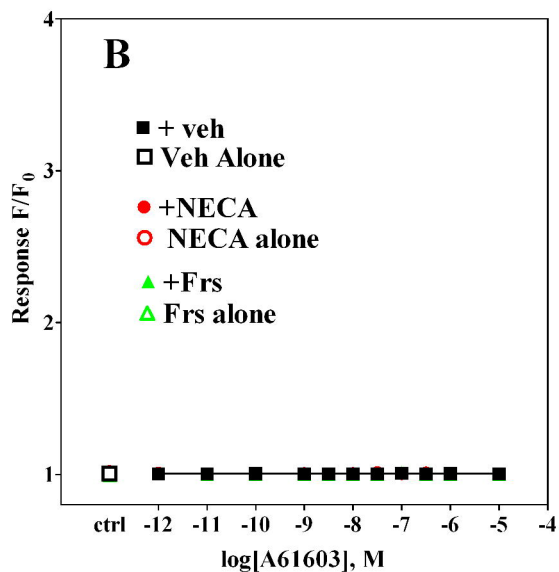 4
B
+ veh
Veh Alone
3
+NECA
NECA alone
+Frs
Frs alone
2
1
Response F/F0
ctrl -12 -11 -10 -9 -8 -7 -6 -5 -4
log[A61603], M